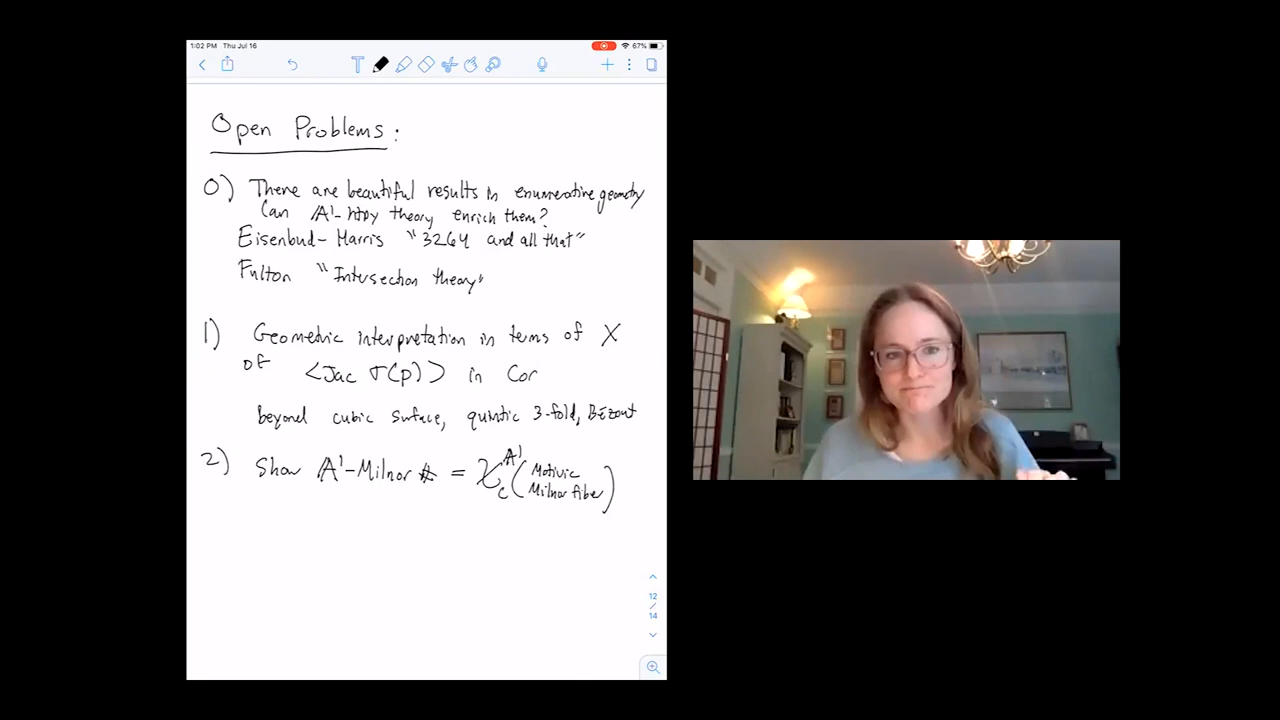 1:02 PM Thu Jul 16
67%
Open Problems:
0) There are beautiful results in enumerative geometry
Can A¹-htpy theory enrich them?
Eisenbud-Harris "3264 and all that"
Fulton "Intersection theory"
1) Geometric interpretation in terms of X
of <Jac σ(p)> in Cor
beyond cubic surface, quintic 3-fold, Bézout
2) Show A¹-Milnor # = χ_c^A¹ (Motivic
Milnor fiber)
12
/
14